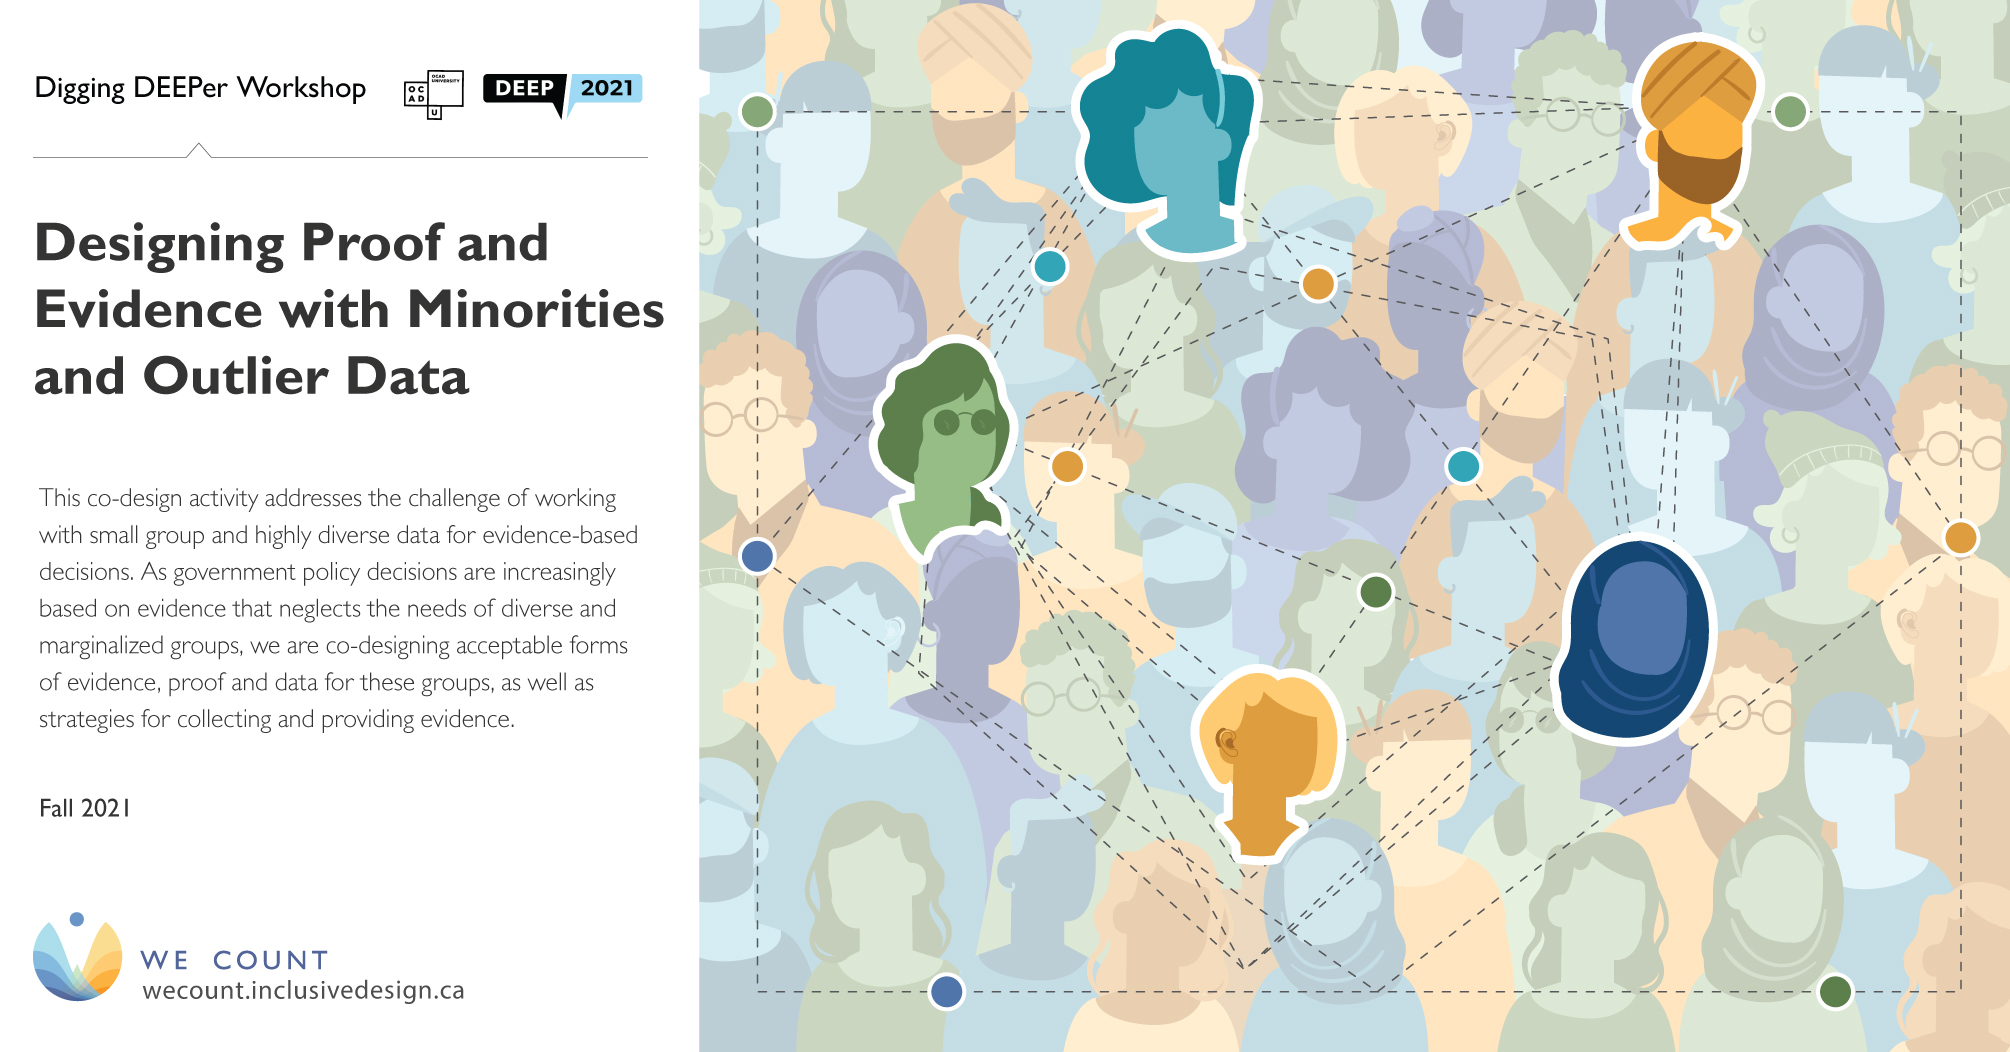 Digging DEEPer Workshop
OCAD
UNIVERSITY
OC
AD
U
DEEP 2021
Designing Proof and
Evidence with Minorities
and Outlier Data
This co-design activity addresses the challenge of working
with small group and highly diverse data for evidence-based
decisions. As government policy decisions are increasingly
based on evidence that neglects the needs of diverse and
marginalized groups, we are co-designing acceptable forms
of evidence, proof and data for these groups, as well as
strategies for collecting and providing evidence.
Fall 2021
WE COUNT
wecount.inclusivedesign.ca